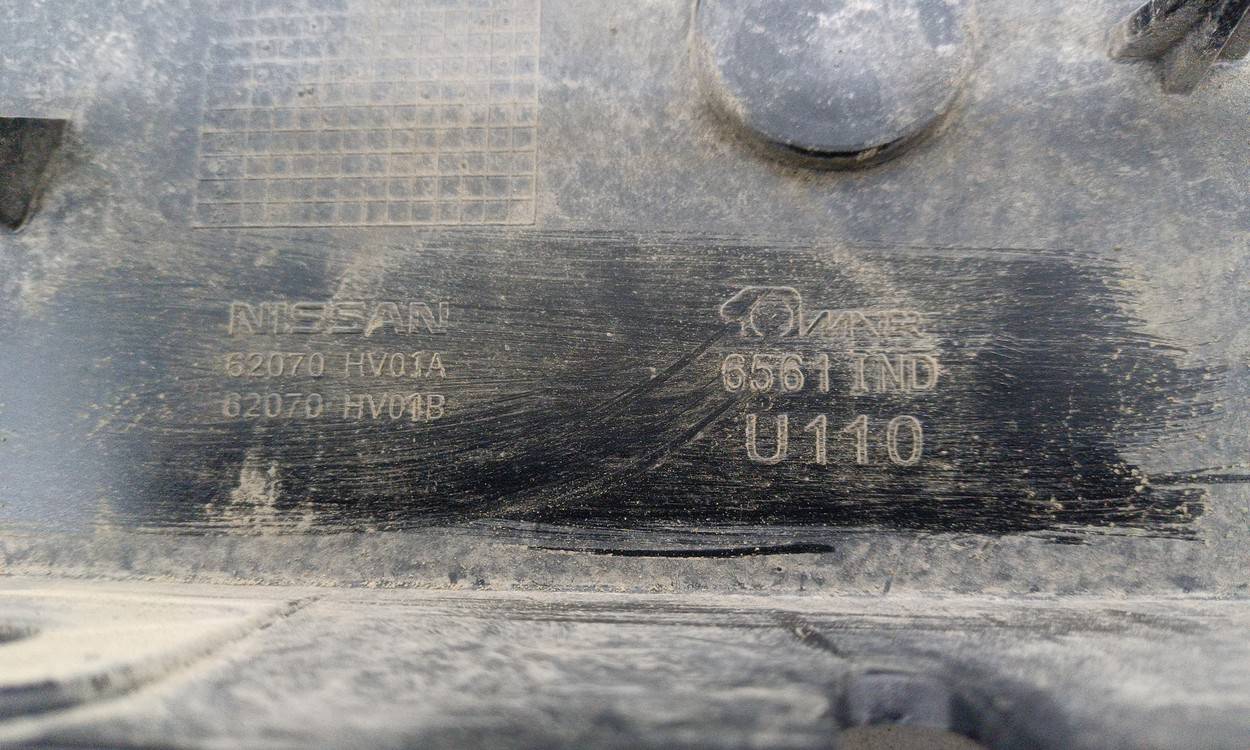 NISSAN
62070 HV01A
62070 HV01B
6561 IND
U110